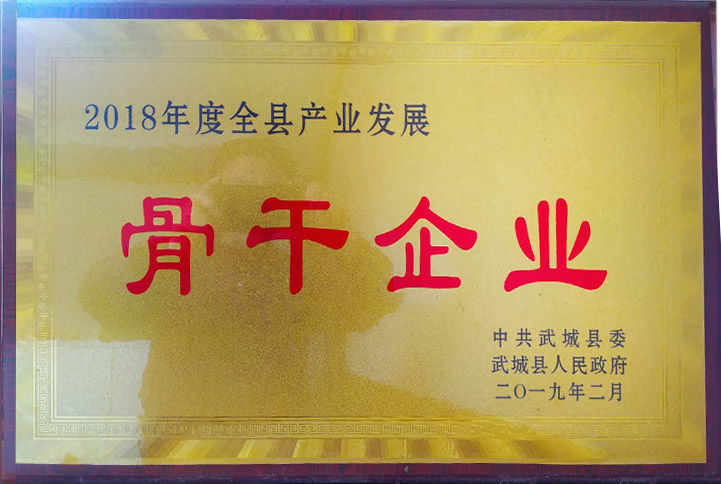 2018年度全县产业发展
骨干企业
中共武城县委
武城县人民政府
二〇一九年二月